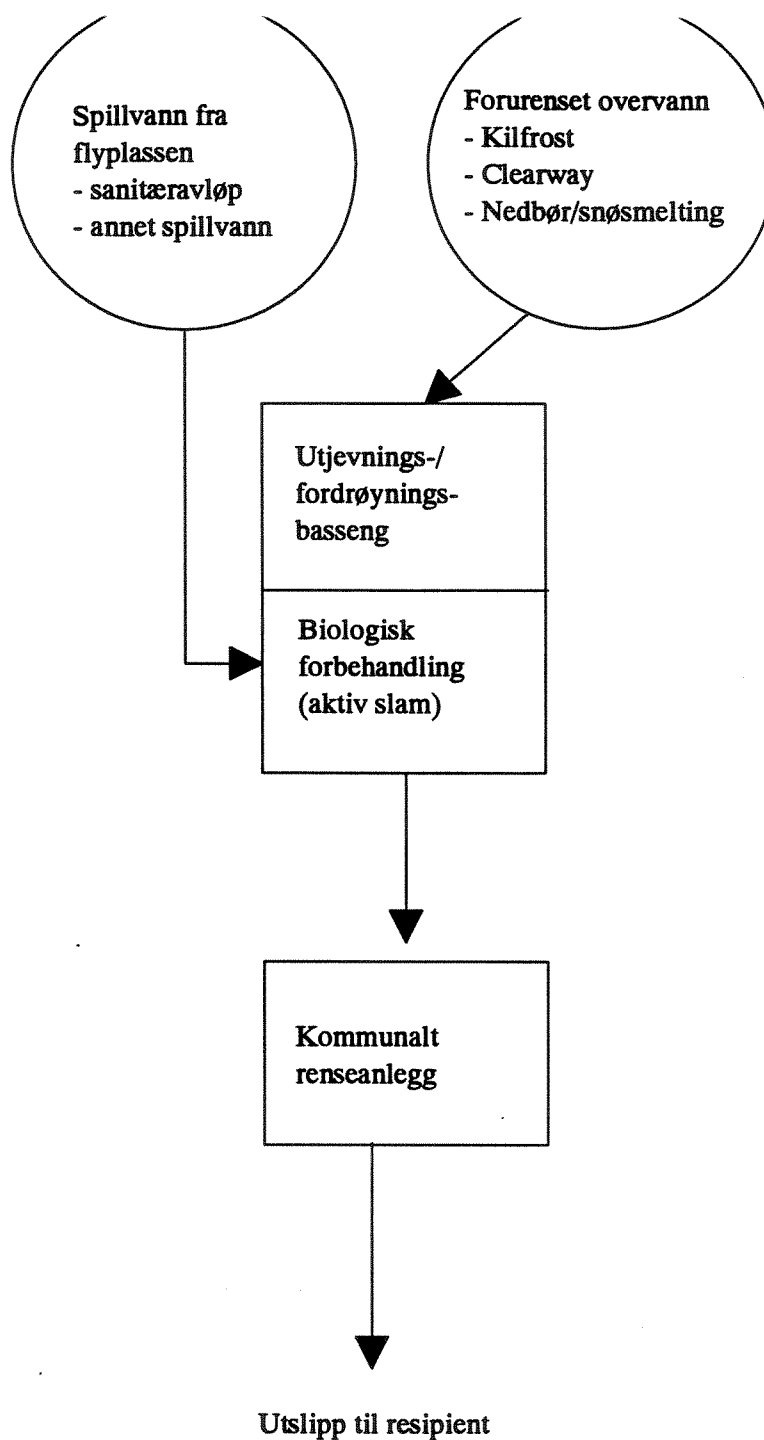 Spillvann fra
flyplassen
- sanitæravløp
- annet spillvann
Forurenset overvann
- Kilfrost
- Clearway
- Nedbør/snøsmelting
Utjevnings-/
fordrøynings-
basseng
Biologisk
forbehandling
(aktiv slam)
Kommunalt
renseanlegg
Utslipp til resipient